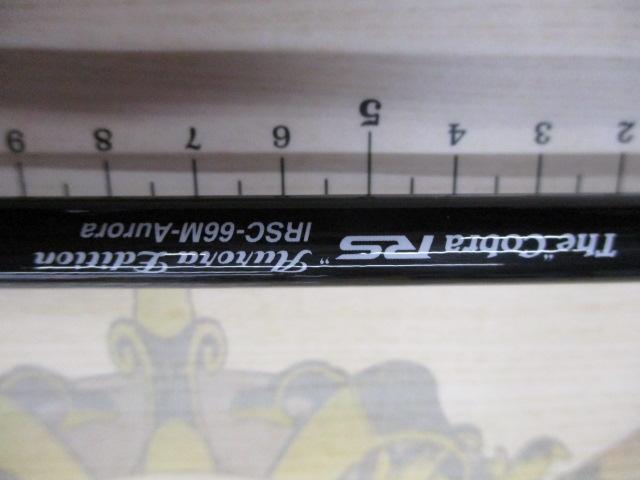 The "Cobra RS "Aurora Edition
IRSC-66M-Aurora
2 3 4 5 6 7 8 9